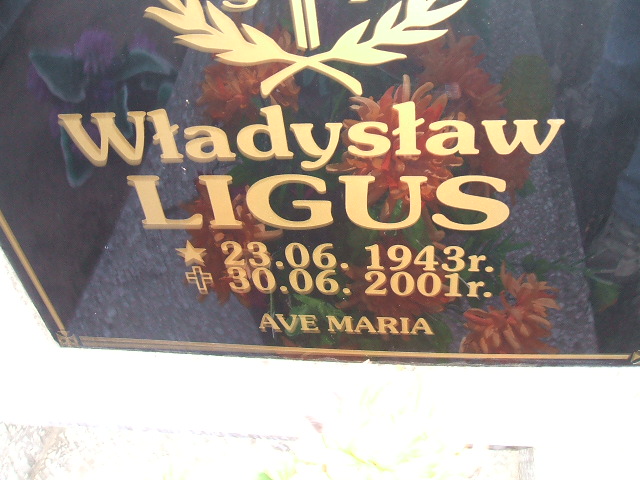 Władysław
LIGUS
23.06. 1943r.
30.06. 2001r.
AVE MARIA